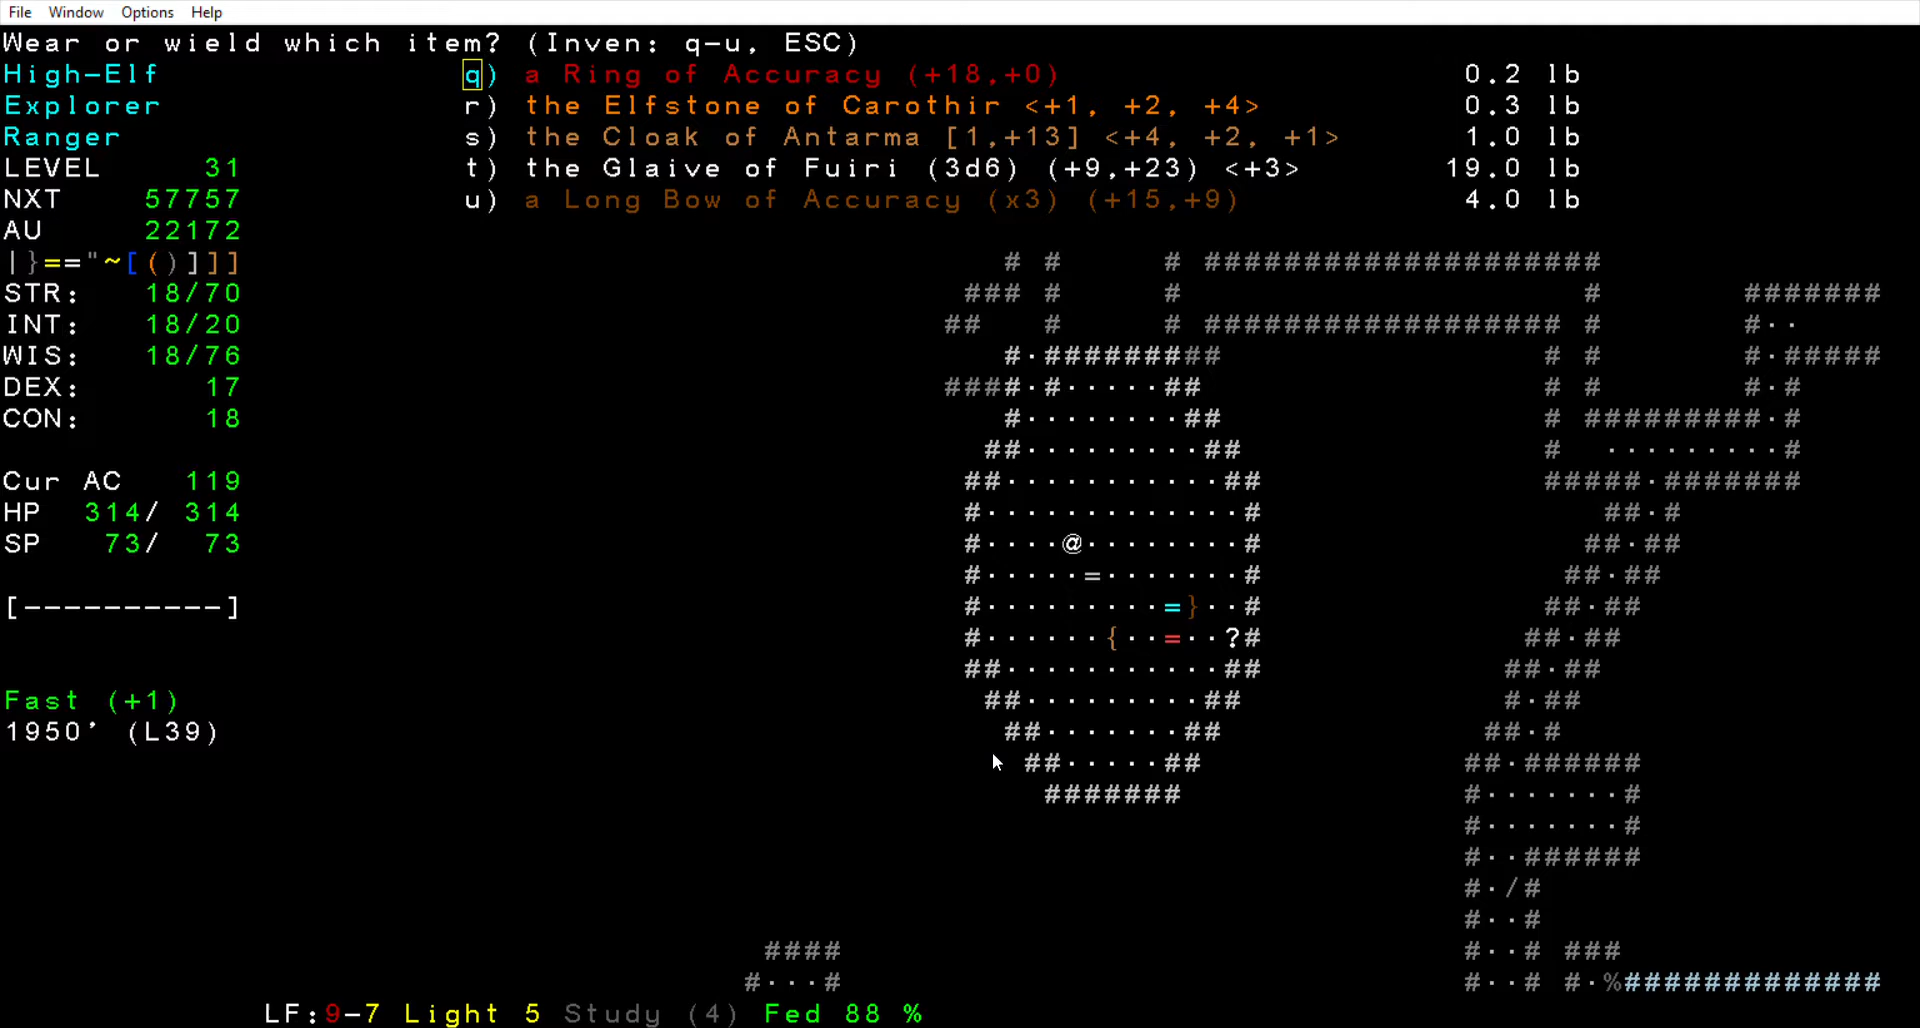 File Window Options Help
Wear or wield which item? (Inven: q-u, ESC)
High-Elf q) a Ring of Accuracy (+18,+0) 0.2 lb
Explorer r) the Elfstone of Carothir <+1, +2, +4> 0.3 lb
Ranger s) the Cloak of Antarma [1,+13] <+4, +2, +1> 1.0 lb
LEVEL 31 t) the Glaive of Fuiri (3d6) (+9,+23) <+3> 19.0 lb
NXT 57757 u) a Long Bow of Accuracy (x3) (+15,+9) 4.0 lb
AU 22172
|}=="~[()]]]
STR: 18/70
INT: 18/20
WIS: 18/76
DEX: 17
CON: 18
Cur AC 119
HP 314/ 314
SP 73/ 73
[----------]
Fast (+1)
1950' (L39)
LF:9-7 Light 5 Study (4) Fed 88 %